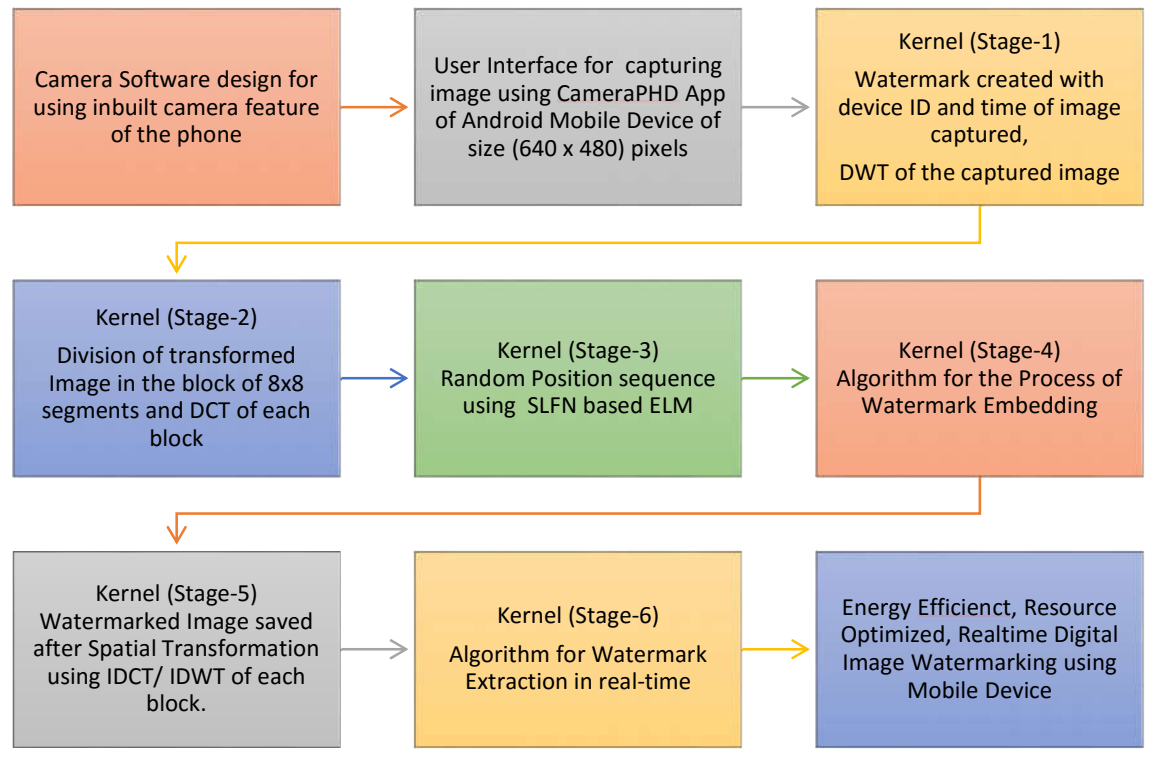 Camera Software design for
using inbuilt camera feature
of the phone
User Interface for capturing
image using CameraPHD App
of Android Mobile Device of
size (640 x 480) pixels
Kernel (Stage-1)
Watermark created with
device ID and time of image
captured,
DWT of the captured image
Kernel (Stage-2)
Division of transformed
Image in the block of 8x8
segments and DCT of each
block
Kernel (Stage-3)
Random Position sequence
using SLFN based ELM
Kernel (Stage-4)
Algorithm for the Process of
Watermark Embedding
Kernel (Stage-5)
Watermarked Image saved
after Spatial Transformation
using IDCT/ IDWT of each
block.
Kernel (Stage-6)
Algorithm for Watermark
Extraction in real-time
Energy Efficienct, Resource
Optimized, Realtime Digital
Image Watermarking using
Mobile Device